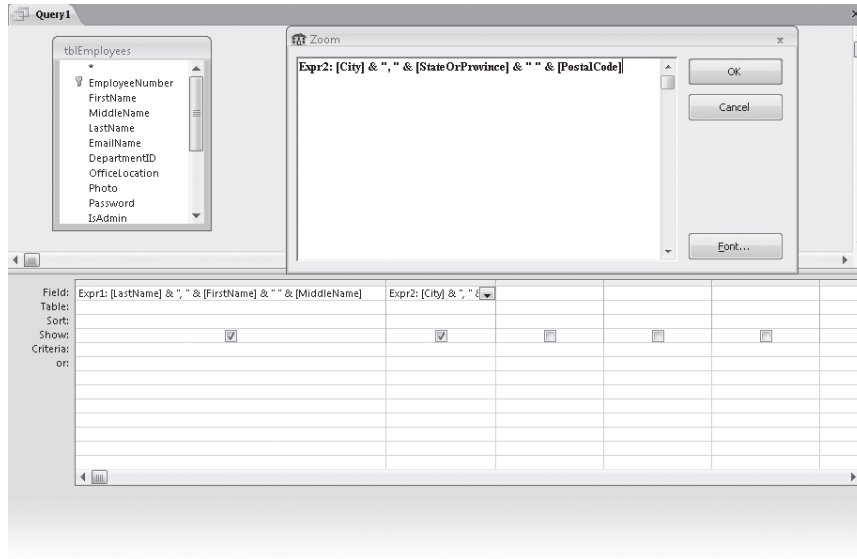 Query1
tblEmployees
*
EmployeeNumber
FirstName
MiddleName
LastName
EmailName
DepartmentID
OfficeLocation
Photo
Password
IsAdmin
Zoom
Expr2: [City] & ", " & [StateOrProvince] & " " & [PostalCode]
OK
Cancel
Font...
Field: Expr1: [LastName] & ", " & [FirstName] & " " & [MiddleName] Expr2: [City] & ", " &
Table:
Sort:
Show:
Criteria:
or: